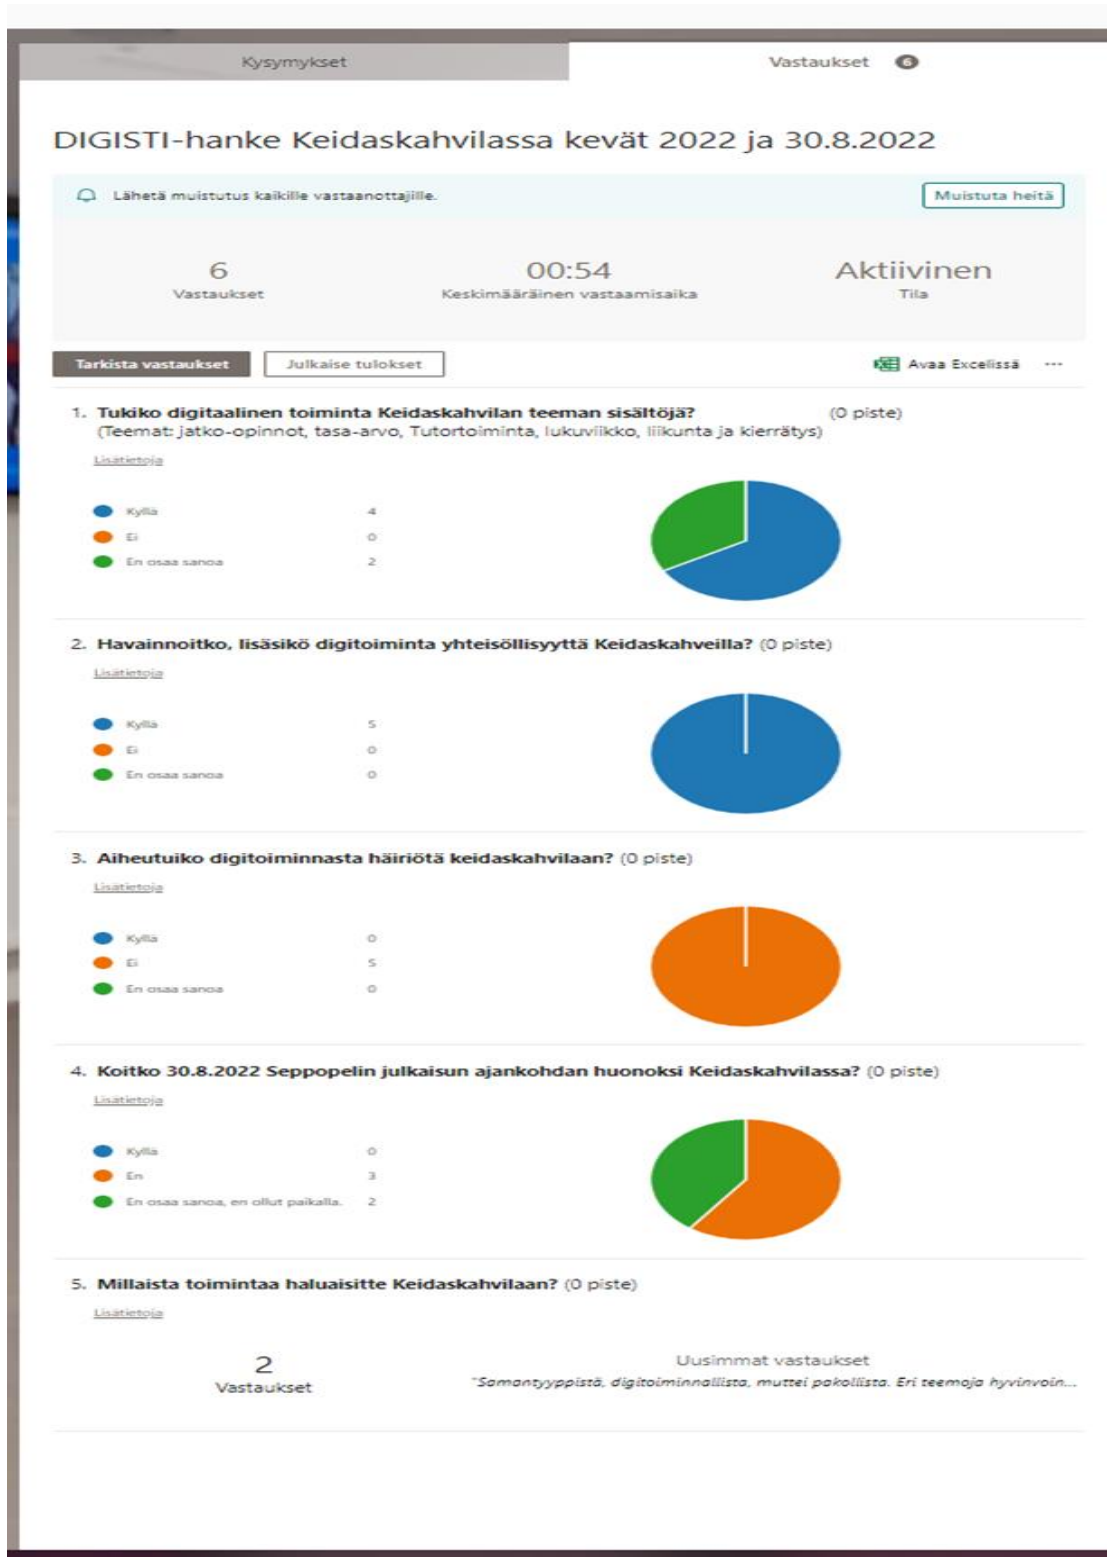 Kysymykset
Vastaukset 6
DIGISTI-hanke Keidaskahvilassa kevät 2022 ja 30.8.2022
Lähetä muistutus kaikille vastaanottajille.
Muistuta heitä
6
Vastaukset
00:54
Keskimääräinen vastaamisaika
Aktiivinen
Tila
Tarkista vastaukset
Julkaise tulokset
Avaa Excelissä ...
1. Tukiko digitaalinen toiminta Keidaskahvilan teeman sisältöjä? (0 piste)
(Teemat: jatko-opinnot, tasa-arvo, Tutortoiminta, lukuviikko, liikunta ja kierrätys)
Lisätietoja
Kyllä 4
Ei 0
En osaa sanoa 2
2. Havainnoitko, lisäsikö digitoiminta yhteisöllisyyttä Keidaskahveilla? (0 piste)
Lisätietoja
Kyllä 5
Ei 0
En osaa sanoa 0
3. Aiheutuiko digitoiminnasta häiriötä keidaskahvilaan? (0 piste)
Lisätietoja
Kyllä 0
Ei 5
En osaa sanoa 0
4. Koitko 30.8.2022 Seppopelin julkaisun ajankohdan huonoksi Keidaskahvilassa? (0 piste)
Lisätietoja
Kyllä 0
En 3
En osaa sanoa, en ollut paikalla. 2
5. Millaista toimintaa haluaisitte Keidaskahvilaan? (0 piste)
Lisätietoja
2
Vastaukset
Uusimmat vastaukset
"Samantyyppistä, digitoiminnallista, muttei pakollista. Eri teemoja hyvinvoin...